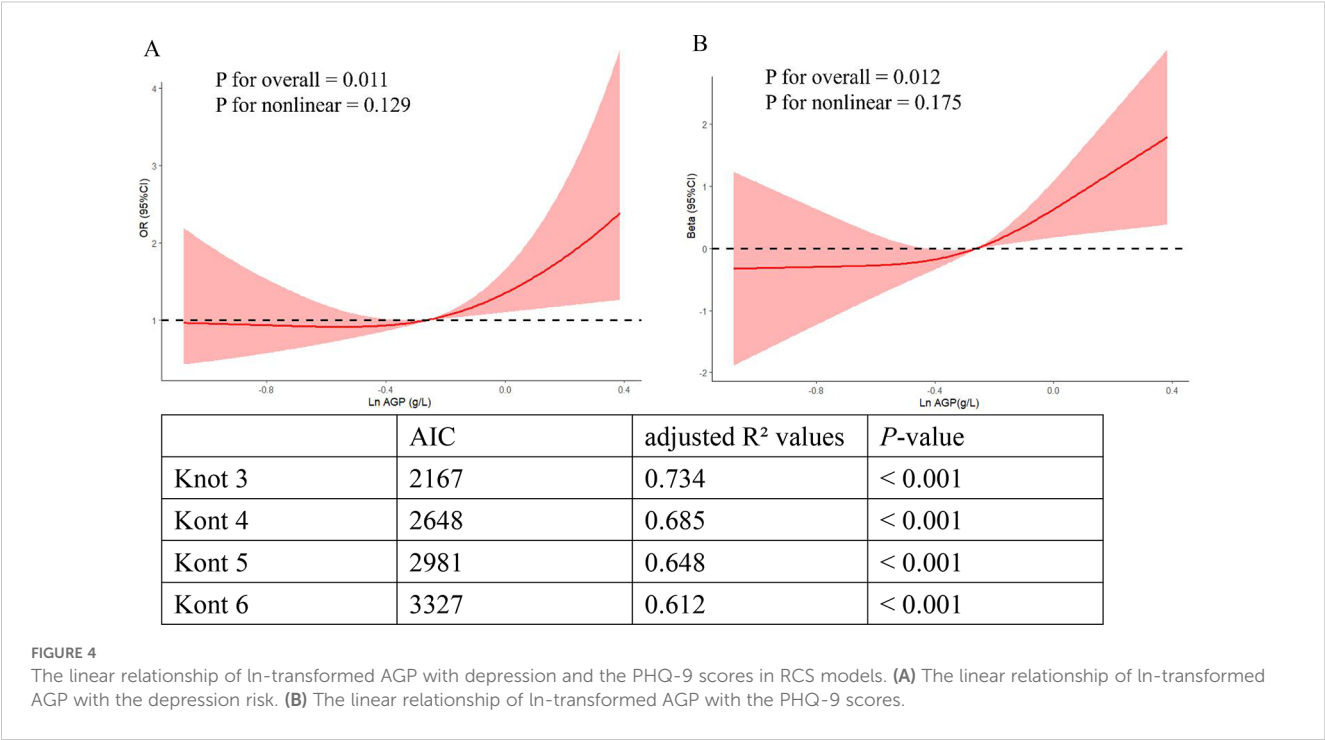 A
P for overall = 0.011
P for nonlinear = 0.129
OR (95%CI)
4
3
2
1
-0.8
-0.4
0.0
0.4
Ln AGP (g/L)
B
P for overall = 0.012
P for nonlinear = 0.175
Beta (95%CI)
2
1
0
-1
-2
-0.8
-0.4
0.0
0.4
Ln AGP(g/L)
AIC adjusted R² values P-value
Knot 3 2167 0.734 < 0.001
Kont 4 2648 0.685 < 0.001
Kont 5 2981 0.648 < 0.001
Kont 6 3327 0.612 < 0.001
FIGURE 4
The linear relationship of ln-transformed AGP with depression and the PHQ-9 scores in RCS models. (A) The linear relationship of ln-transformed
AGP with the depression risk. (B) The linear relationship of ln-transformed AGP with the PHQ-9 scores.